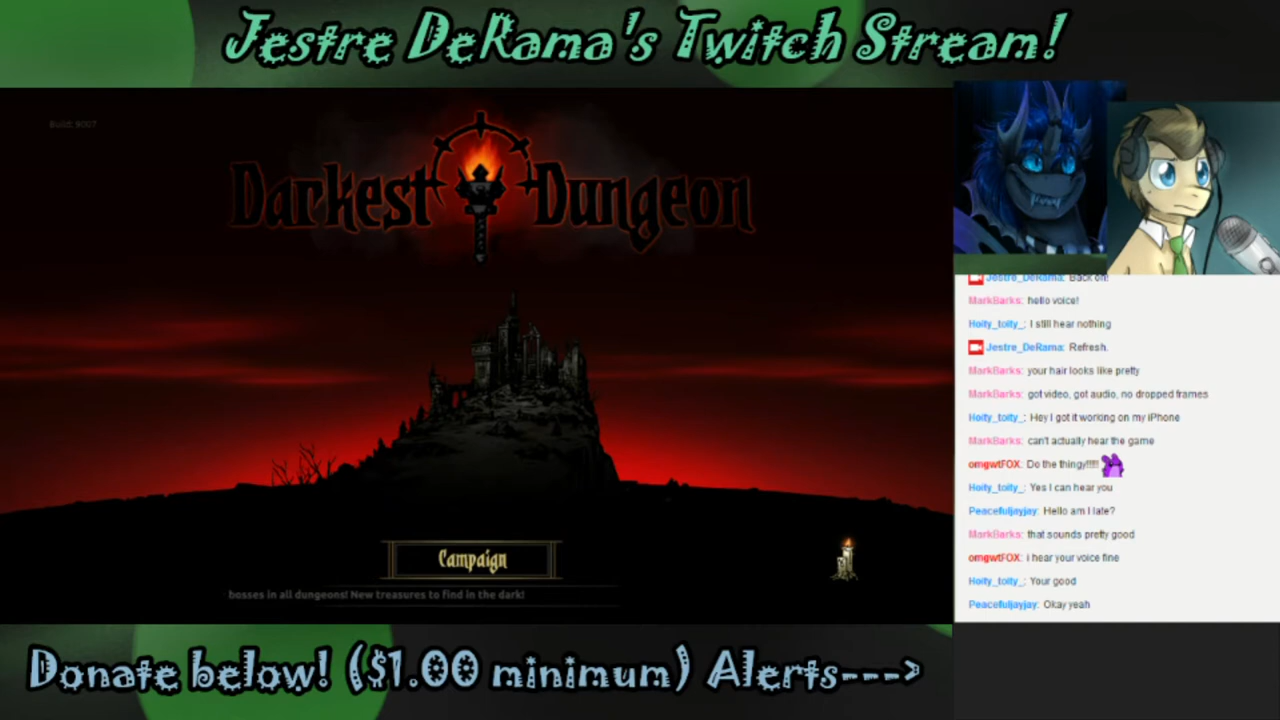 Jestre DeRama's Twitch Stream!
Build: 9007
Darkest Dungeon
Campaign
bosses in all dungeons! New treasures to find in the dark!
Jestre_DeRama: Back on!
MarkBarks: hello voice!
Hoity_toity_: I still hear nothing
Jestre_DeRama: Refresh.
MarkBarks: your hair looks like pretty
MarkBarks: got video, got audio, no dropped frames
Hoity_toity_: Hey I got it working on my iPhone
MarkBarks: can't actually hear the game
omgwtFOX: Do the thingy!!!!!
Hoity_toity_: Yes I can hear you
Peacefuljayjay: Hello am I late?
MarkBarks: that sounds pretty good
omgwtFOX: i hear your voice fine
Hoity_toity_: Your good
Peacefuljayjay: Okay yeah
Donate below! ($1.00 minimum) Alerts--->